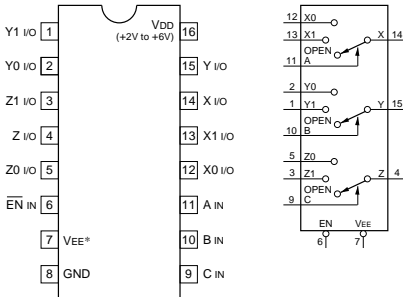 Y1 I/O 1
Y0 I/O 2
Z1 I/O 3
Z I/O 4
Z0 I/O 5
EN IN 6
7 VEE*
8 GND
VDD 16
(+2V to +6V)
15 Y I/O
14 X I/O
13 X1 I/O
12 X0 I/O
11 A IN
10 B IN
9 C IN
12 X0
13 X1 X 14
OPEN
11 A
2 Y0
1 Y1 Y 15
OPEN
10 B
5 Z0
3 Z1 Z 4
OPEN
9 C
EN VEE
6 7